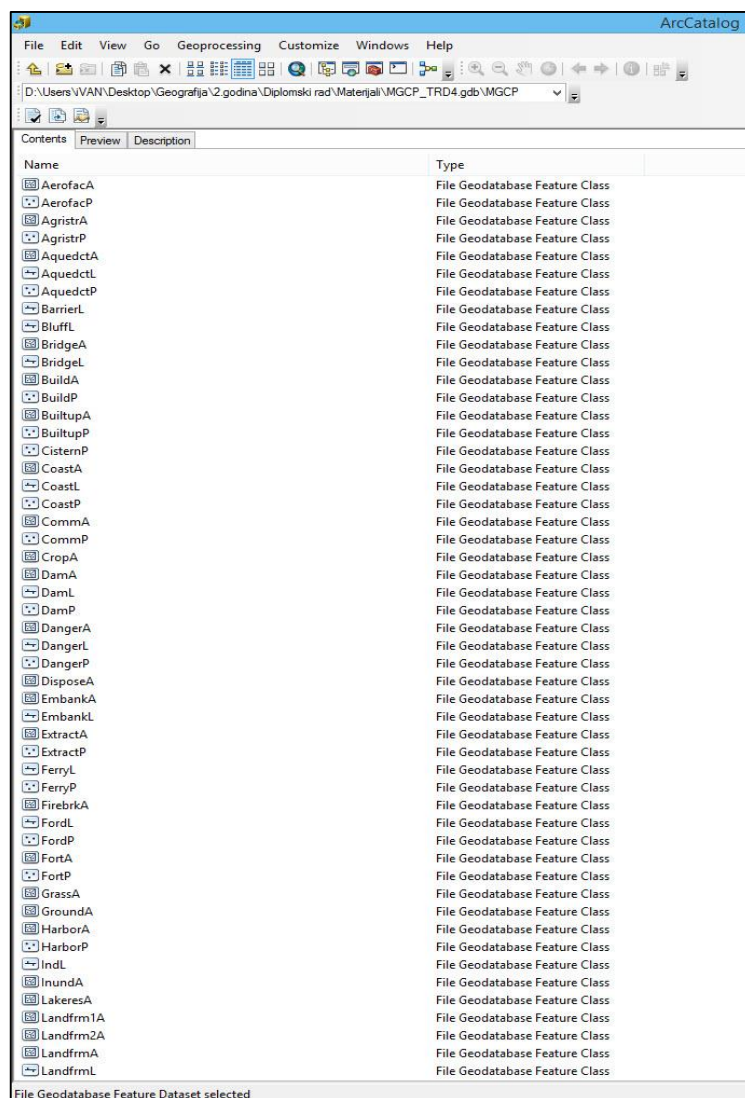 ArcCatalog
File Edit View Go Geoprocessing Customize Windows Help
D:\Users\IVAN\Desktop\Geografija\2.godina\Diplomski rad\Materijali\MGCP_TRD4.gdb\MGCP
Contents Preview Description
Name Type
AerofacA File Geodatabase Feature Class
AerofacP File Geodatabase Feature Class
AgristrA File Geodatabase Feature Class
AgristrP File Geodatabase Feature Class
AquedctA File Geodatabase Feature Class
AquedctL File Geodatabase Feature Class
AquedctP File Geodatabase Feature Class
BarrierL File Geodatabase Feature Class
BluffL File Geodatabase Feature Class
BridgeA File Geodatabase Feature Class
BridgeL File Geodatabase Feature Class
BuildA File Geodatabase Feature Class
BuildP File Geodatabase Feature Class
BuiltupA File Geodatabase Feature Class
BuiltupP File Geodatabase Feature Class
CisternP File Geodatabase Feature Class
CoastA File Geodatabase Feature Class
CoastL File Geodatabase Feature Class
CoastP File Geodatabase Feature Class
CommA File Geodatabase Feature Class
CommP File Geodatabase Feature Class
CropA File Geodatabase Feature Class
DamA File Geodatabase Feature Class
DamL File Geodatabase Feature Class
DamP File Geodatabase Feature Class
DangerA File Geodatabase Feature Class
DangerL File Geodatabase Feature Class
DangerP File Geodatabase Feature Class
DisposeA File Geodatabase Feature Class
EmbankA File Geodatabase Feature Class
EmbankL File Geodatabase Feature Class
ExtractA File Geodatabase Feature Class
ExtractP File Geodatabase Feature Class
FerryL File Geodatabase Feature Class
FerryP File Geodatabase Feature Class
FirebrkA File Geodatabase Feature Class
FordL File Geodatabase Feature Class
FordP File Geodatabase Feature Class
FortA File Geodatabase Feature Class
FortP File Geodatabase Feature Class
GrassA File Geodatabase Feature Class
GroundA File Geodatabase Feature Class
HarborA File Geodatabase Feature Class
HarborP File Geodatabase Feature Class
IndL File Geodatabase Feature Class
InundA File Geodatabase Feature Class
LakeresA File Geodatabase Feature Class
Landfrm1A File Geodatabase Feature Class
Landfrm2A File Geodatabase Feature Class
LandfrmA File Geodatabase Feature Class
LandfrmL File Geodatabase Feature Class
File Geodatabase Feature Dataset selected